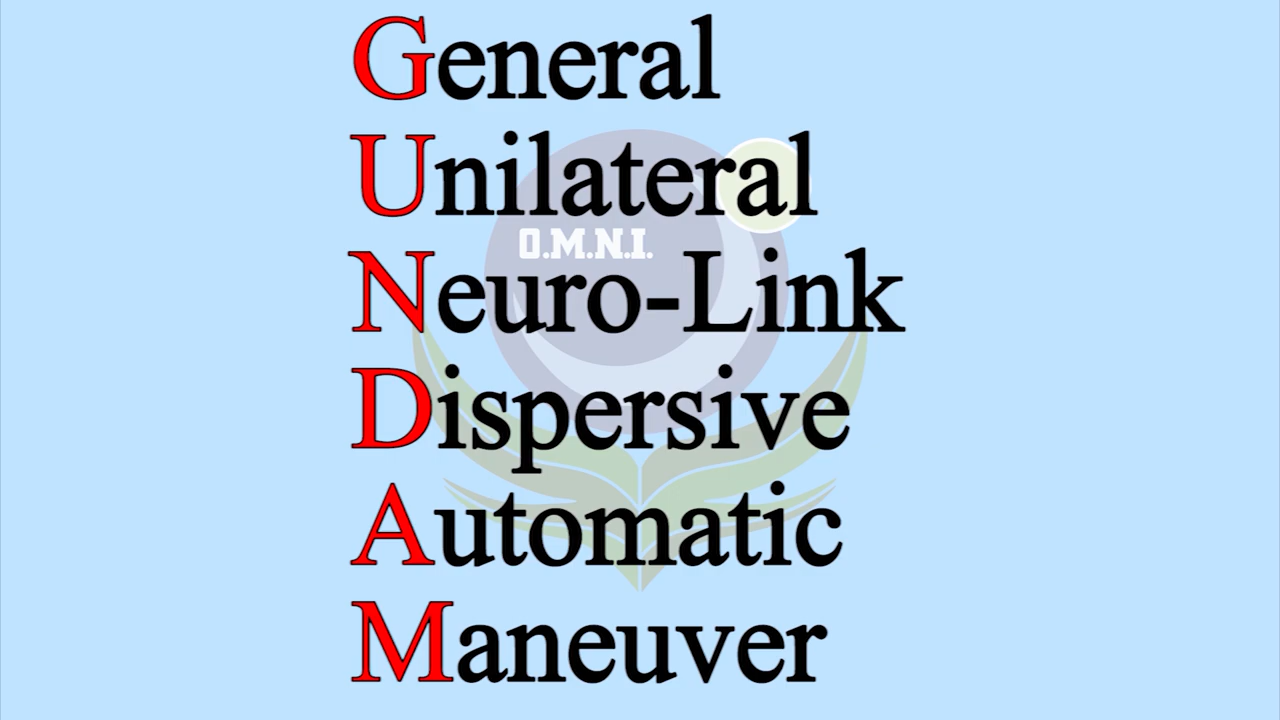 General
Unilateral
O.M.N.I.
Neuro-Link
Dispersive
Automatic
Maneuver